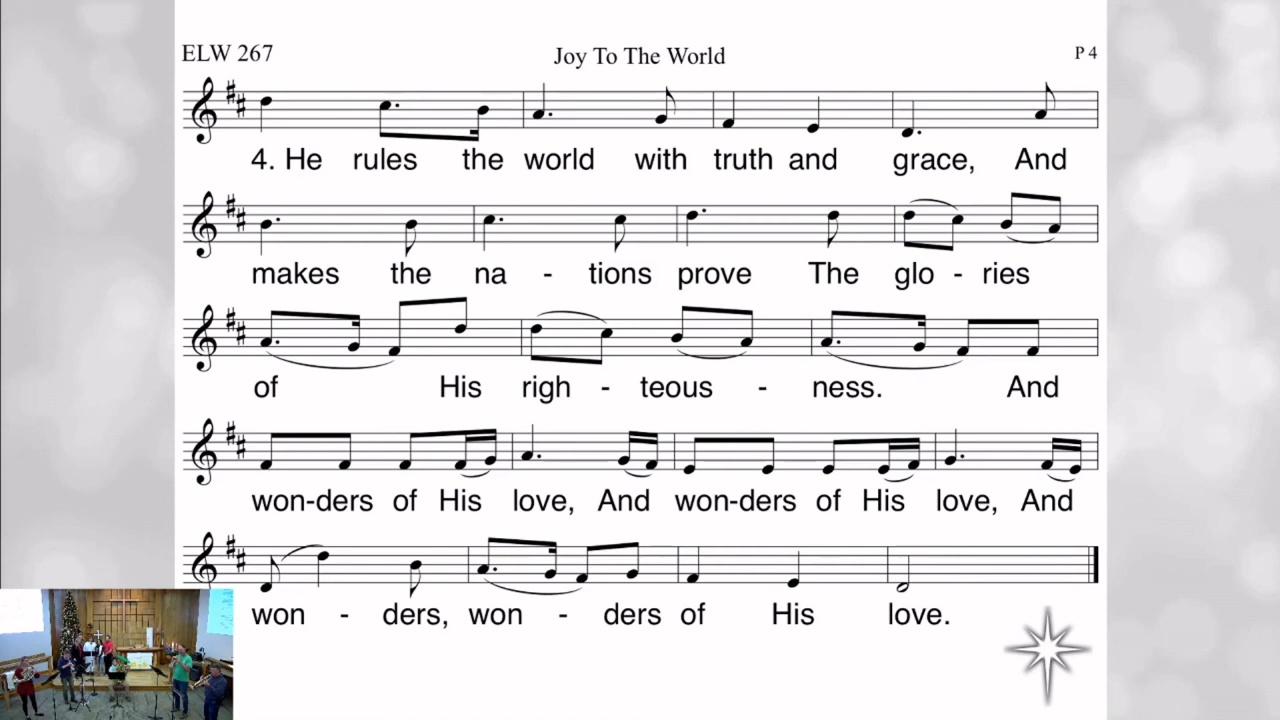 ELW 267 Joy To The World P 4
4. He rules the world with truth and grace, And
makes the na - tions prove The glo - ries
of His righ - teous - ness. And
won-ders of His love, And won-ders of His love, And
won - ders, won - ders of His love.